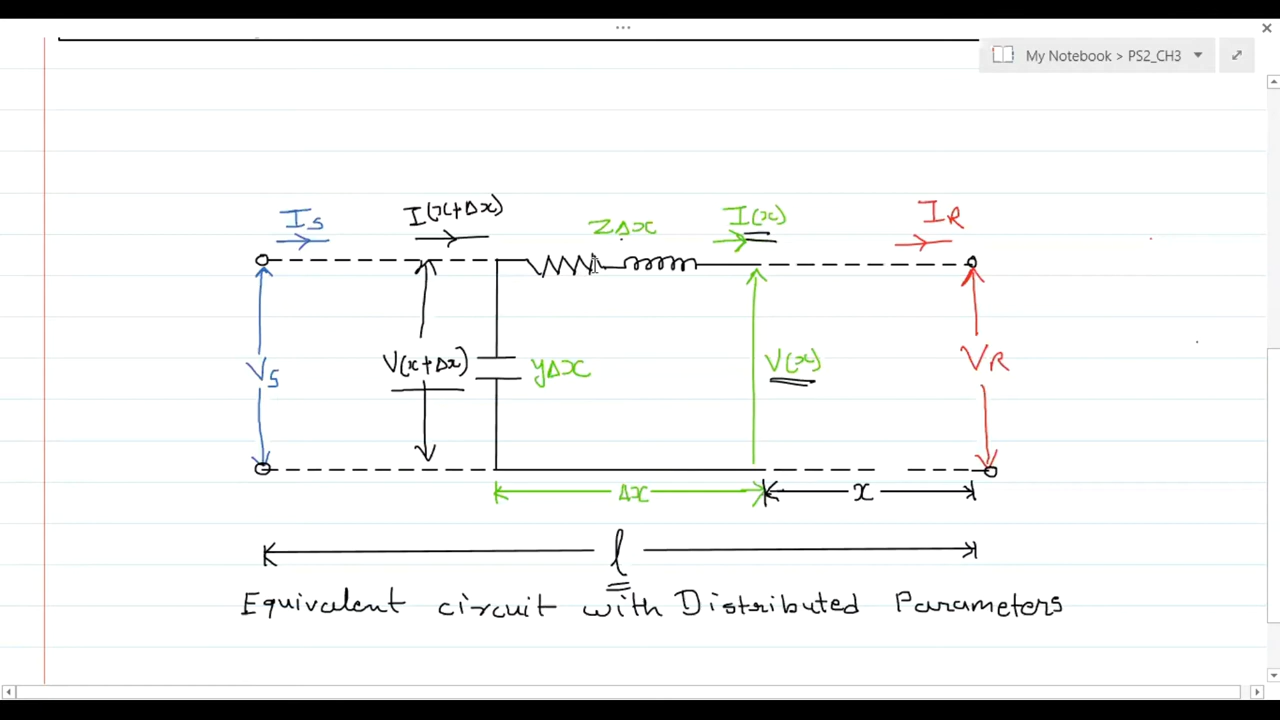 My Notebook > PS2_CH3
IS I(x+Δx) ZΔx I(x) IR
VS V(x+Δx) yΔx V(x) VR
Δx x
l
Equivalent circuit with Distributed Parameters